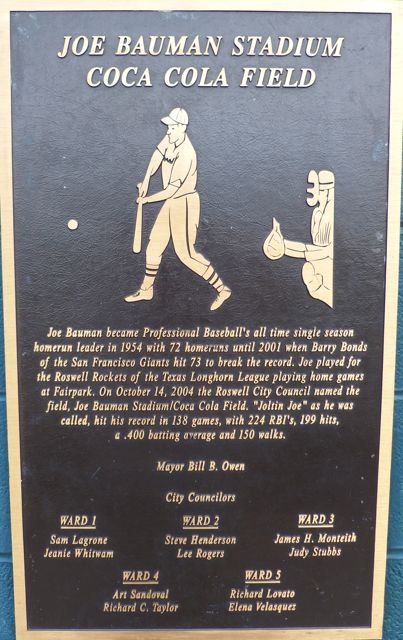 JOE BAUMAN STADIUM
COCA COLA FIELD
Joe Bauman became Professional Baseball's all time single season
homerun leader in 1954 with 72 homeruns until 2001 when Barry Bonds
of the San Francisco Giants hit 73 to break the record. Joe played for
the Roswell Rockets of the Texas Longhorn League playing home games
at Fairpark. On October 14, 2004 the Roswell City Council named the
field, Joe Bauman Stadium/Coca Cola Field. "Joltin Joe" as he was
called, hit his record in 138 games, with 224 RBI's, 199 hits,
a .400 batting average and 150 walks.
Mayor Bill B. Owen
City Councilors
WARD 1 WARD 2 WARD 3
Sam Lagrone Steve Henderson James H. Monteith
Jeanie Whitwam Lee Rogers Judy Stubbs
WARD 4 WARD 5
Art Sandoval Richard Lovato
Richard C. Taylor Elena Velasquez